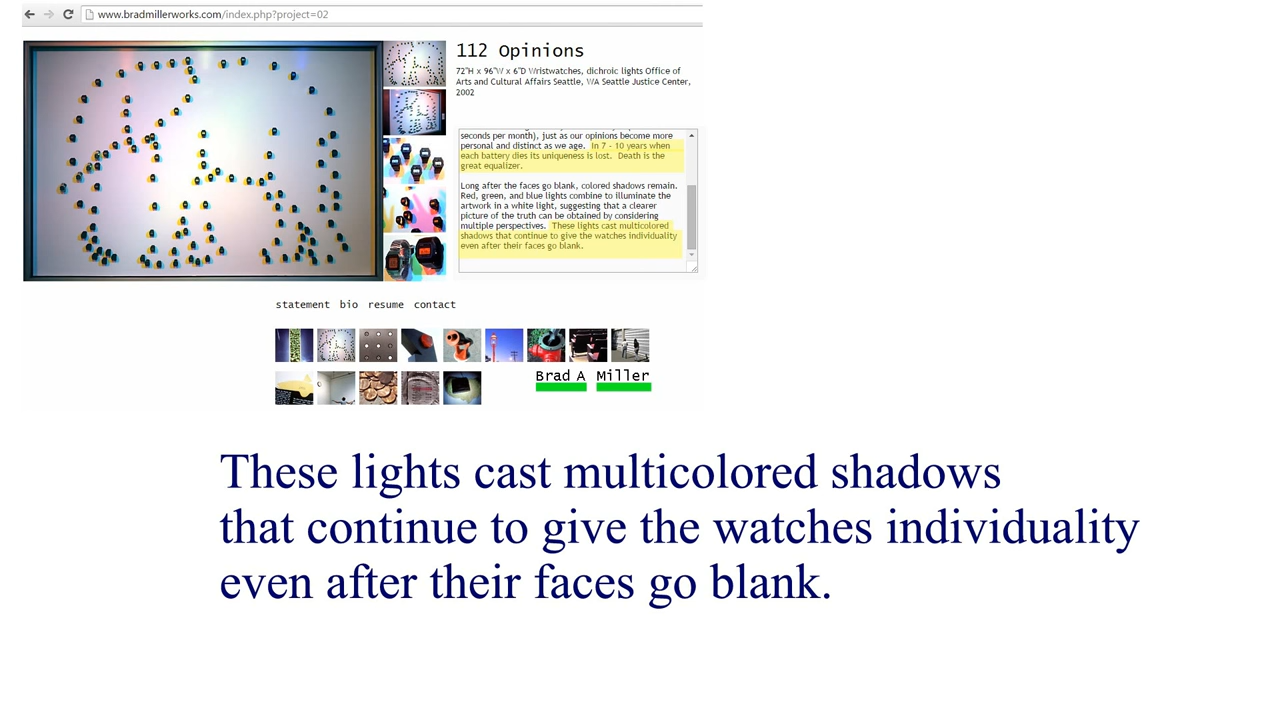 www.bradmillerworks.com/index.php?project=02
112 Opinions
72"H x 96"W x 6"D Wristwatches, dichroic lights Office of
Arts and Cultural Affairs Seattle, WA Seattle Justice Center,
2002
seconds per month), just as our opinions become more
personal and distinct as we age. In 7 - 10 years when
each battery dies its uniqueness is lost. Death is the
great equalizer.
Long after the faces go blank, colored shadows remain.
Red, green, and blue lights combine to illuminate the
artwork in a white light, suggesting that a clearer
picture of the truth can be obtained by considering
multiple perspectives. These lights cast multicolored
shadows that continue to give the watches individuality
even after their faces go blank.
statement bio resume contact
Brad A Miller
These lights cast multicolored shadows
that continue to give the watches individuality
even after their faces go blank.